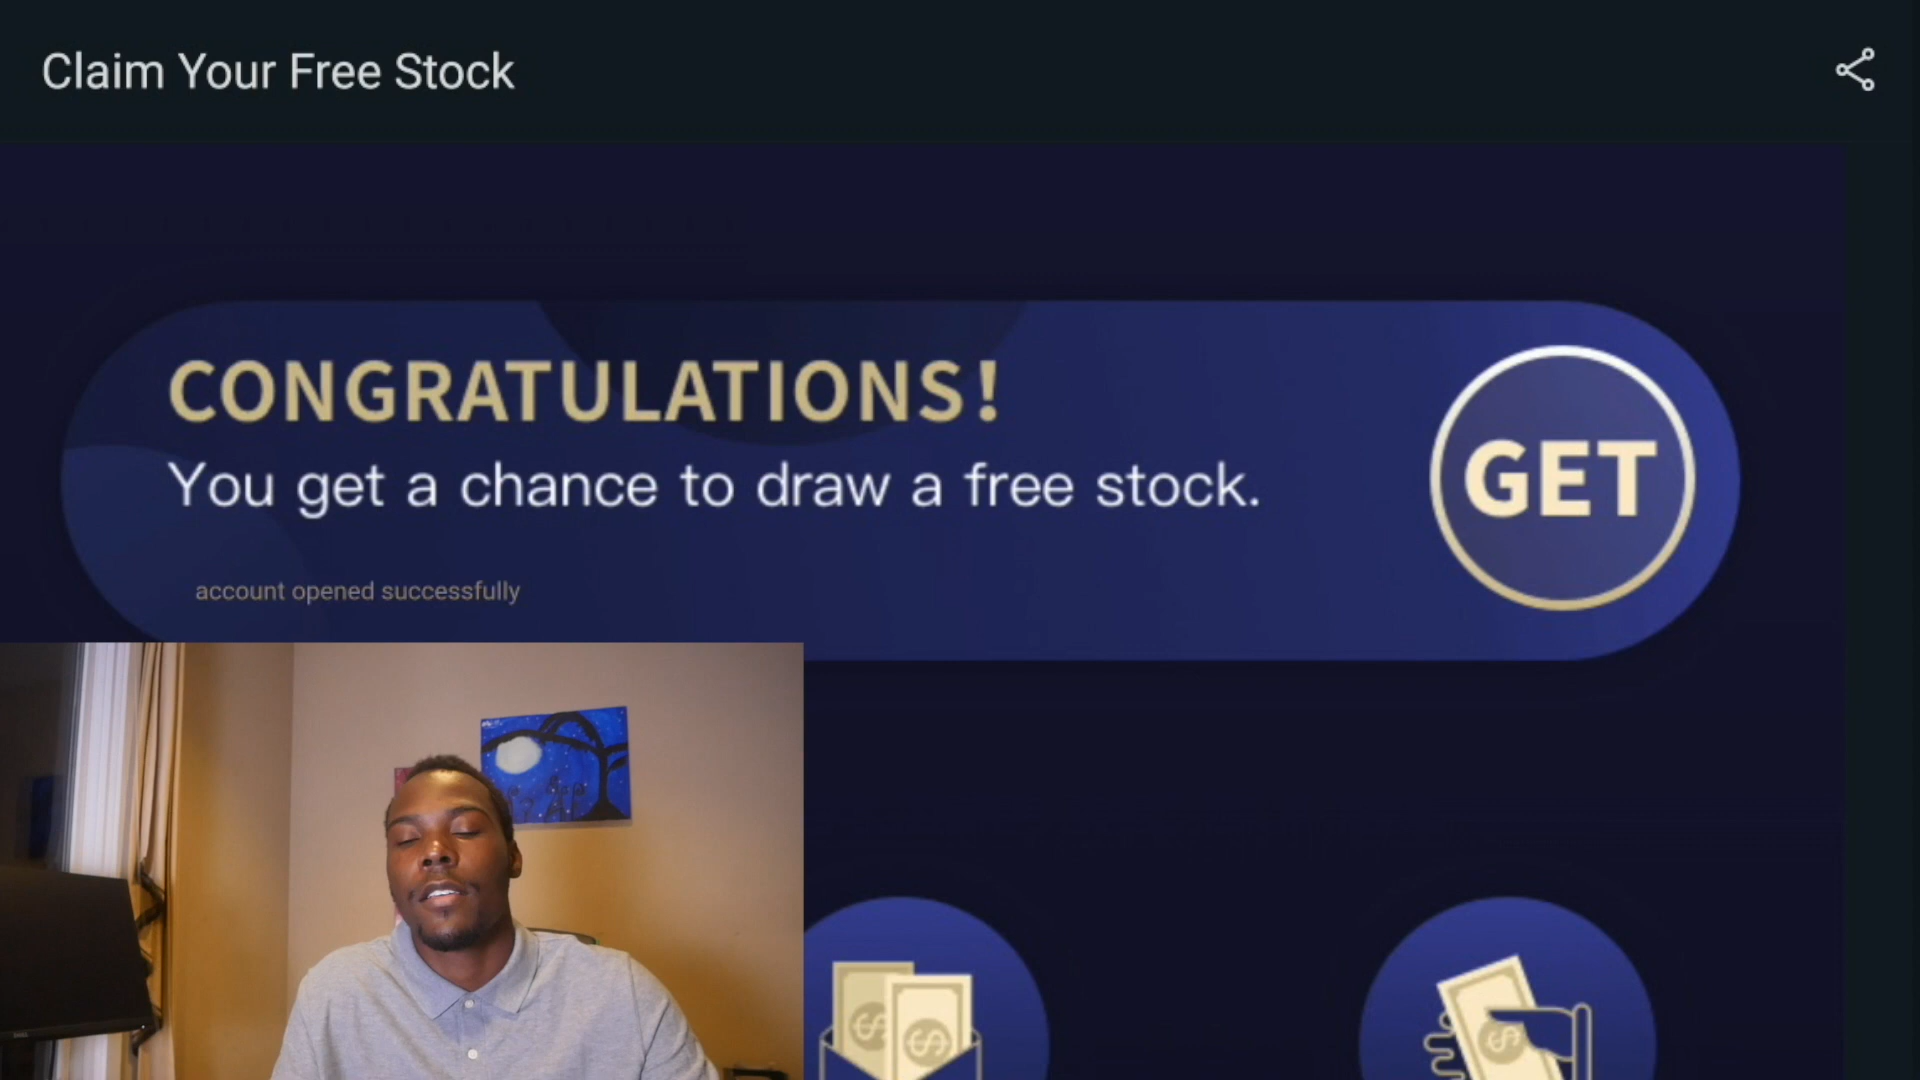 Claim Your Free Stock
CONGRATULATIONS!
You get a chance to draw a free stock.
GET
account opened successfully